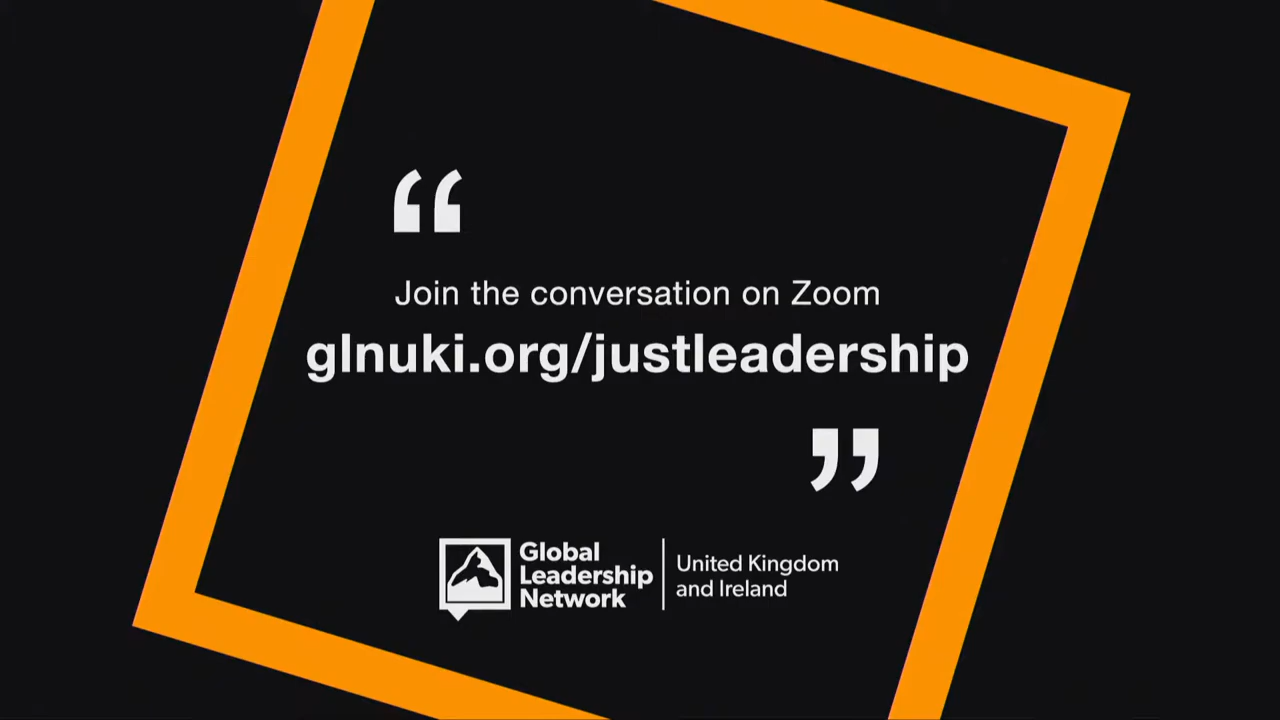 “
Join the conversation on Zoom
glnuki.org/justleadership
”
Global
Leadership
Network
United Kingdom
and Ireland